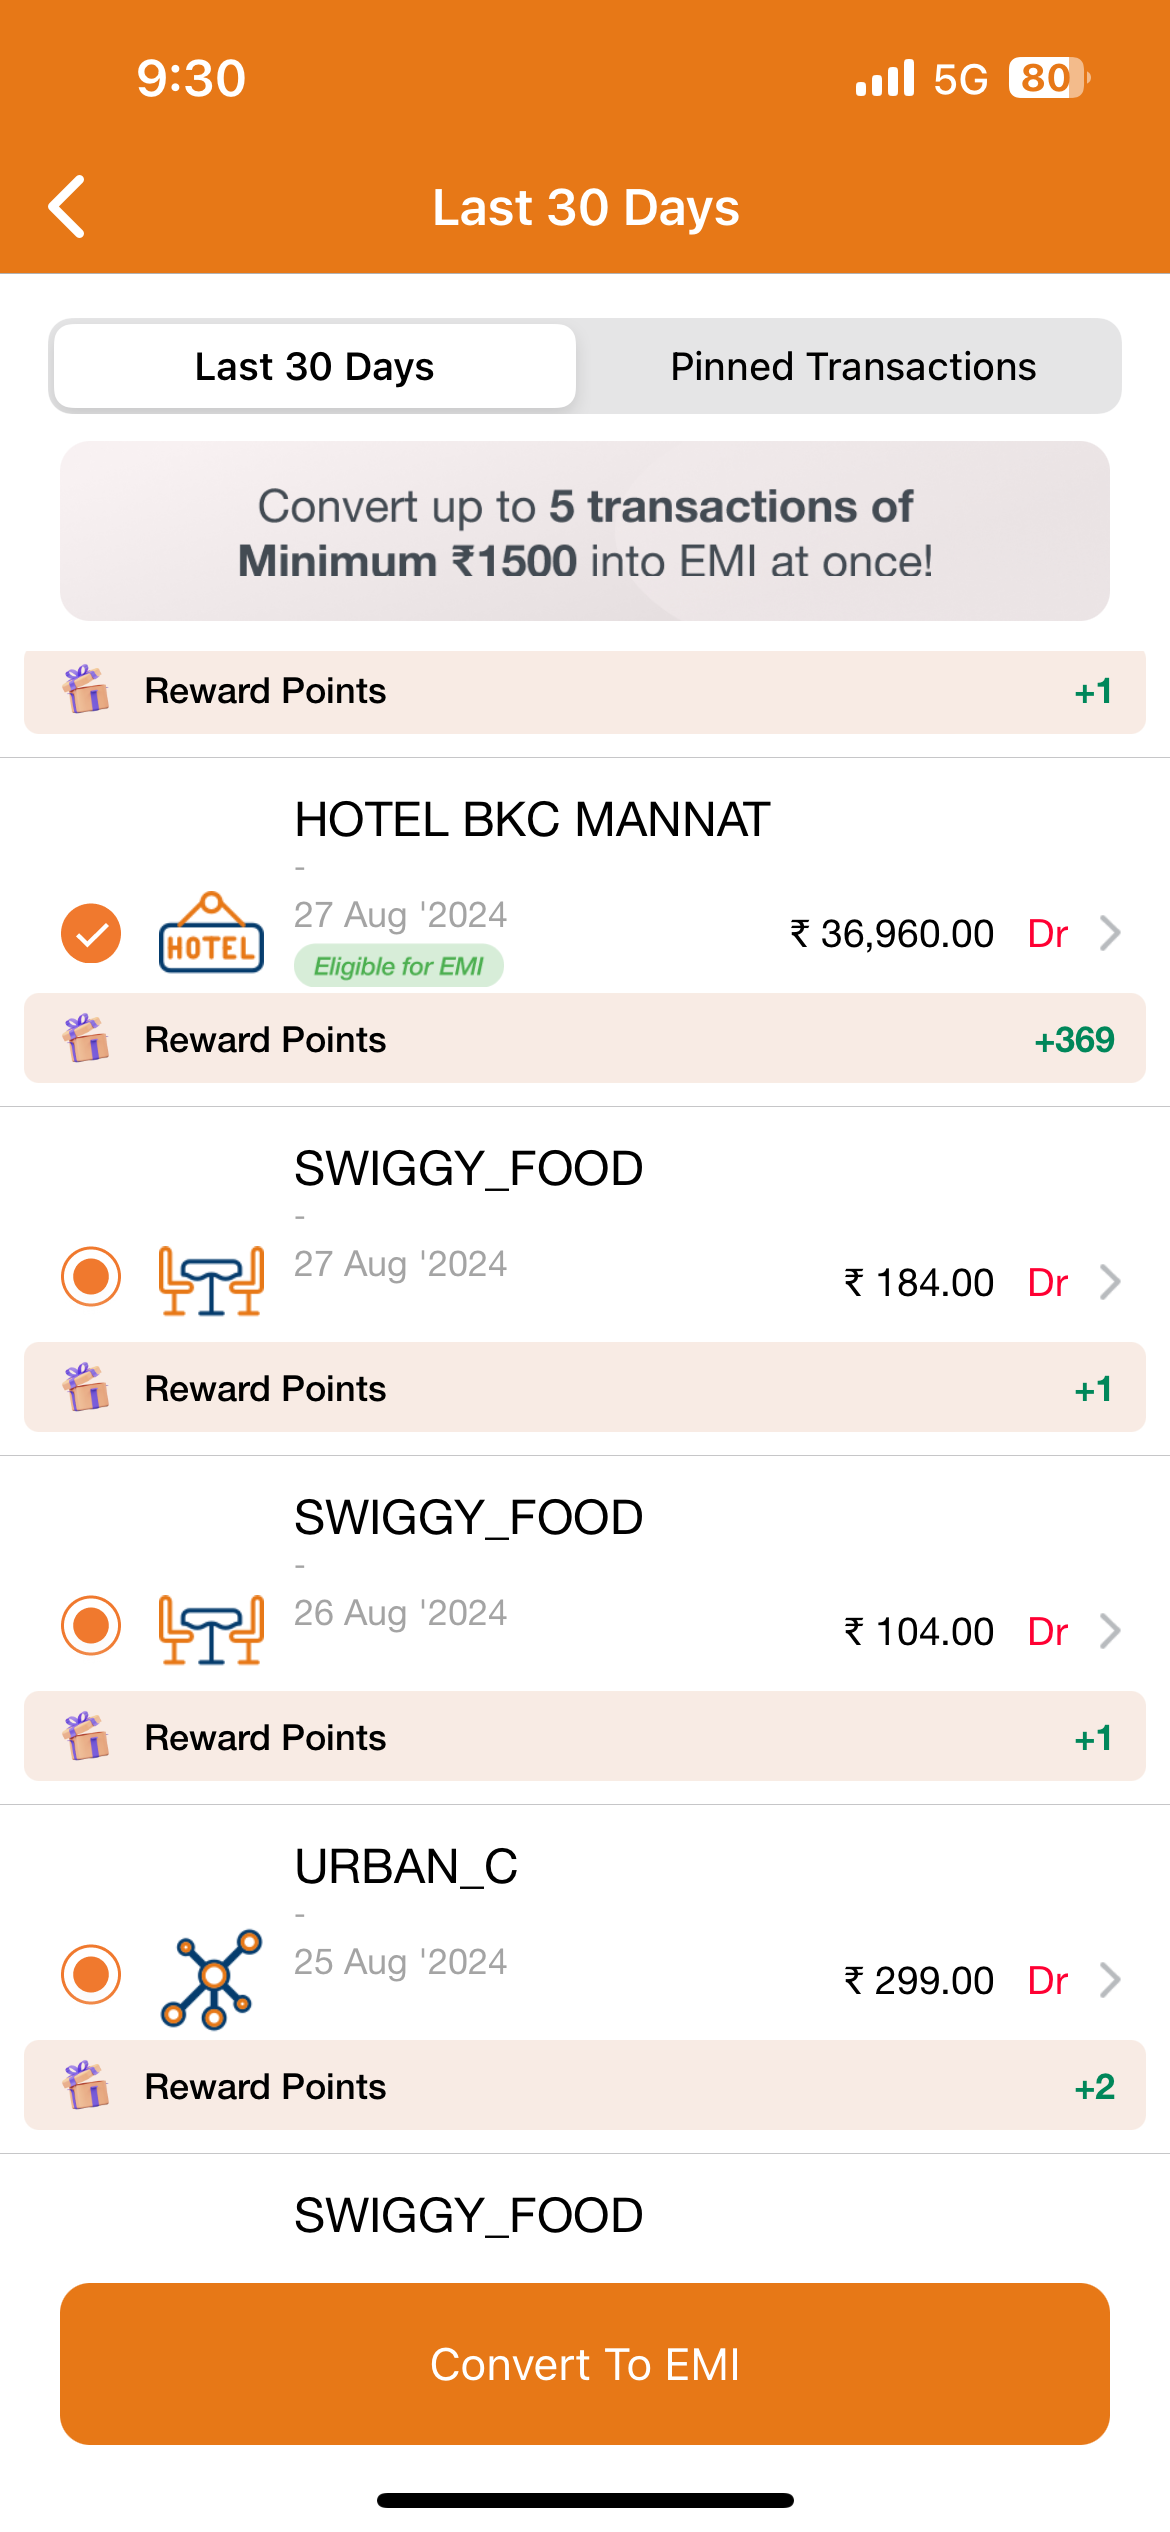 9:30
5G 80
Last 30 Days
Last 30 Days
Pinned Transactions
Convert up to 5 transactions of
Minimum ₹1500 into EMI at once!
Reward Points +1
HOTEL BKC MANNAT
-
27 Aug '2024
HOTEL
₹ 36,960.00 Dr
Eligible for EMI
Reward Points +369
SWIGGY_FOOD
-
27 Aug '2024
₹ 184.00 Dr
Reward Points +1
SWIGGY_FOOD
-
26 Aug '2024
₹ 104.00 Dr
Reward Points +1
URBAN_C
-
25 Aug '2024
₹ 299.00 Dr
Reward Points +2
SWIGGY_FOOD
Convert To EMI